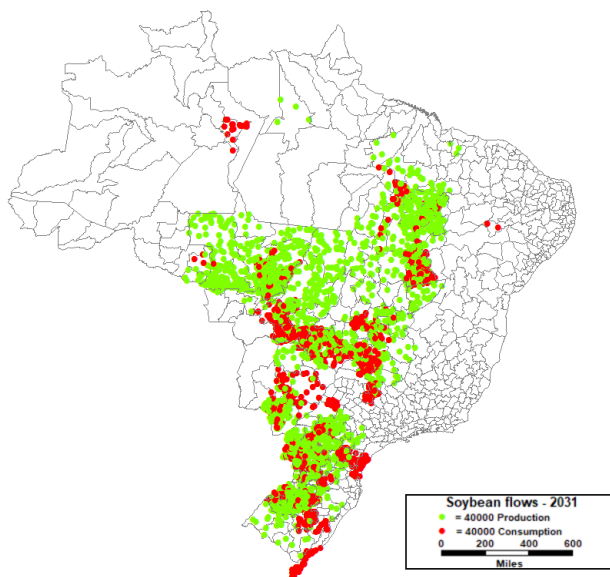 Soybean flows - 2031
= 40000 Production
= 40000 Consumption
0 200 400 600
Miles